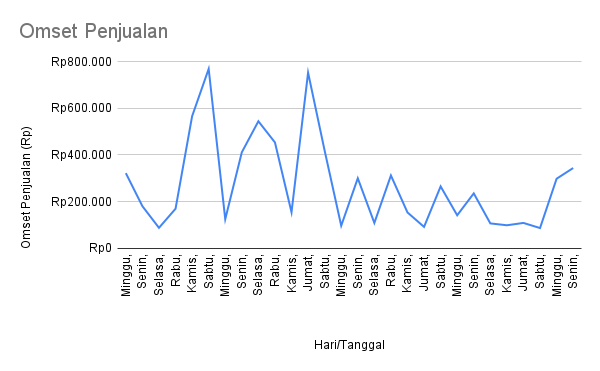 Omset Penjualan
Omset Penjualan (Rp)
Rp800.000
Rp600.000
Rp400.000
Rp200.000
Rp0
Minggu,
Senin,
Selasa,
Rabu,
Kamis,
Sabtu,
Minggu,
Senin,
Selasa,
Rabu,
Kamis,
Jumat,
Sabtu,
Minggu,
Senin,
Selasa,
Rabu,
Kamis,
Jumat,
Sabtu,
Minggu,
Senin,
Selasa,
Kamis,
Jumat,
Sabtu,
Minggu,
Senin,
Hari/Tanggal